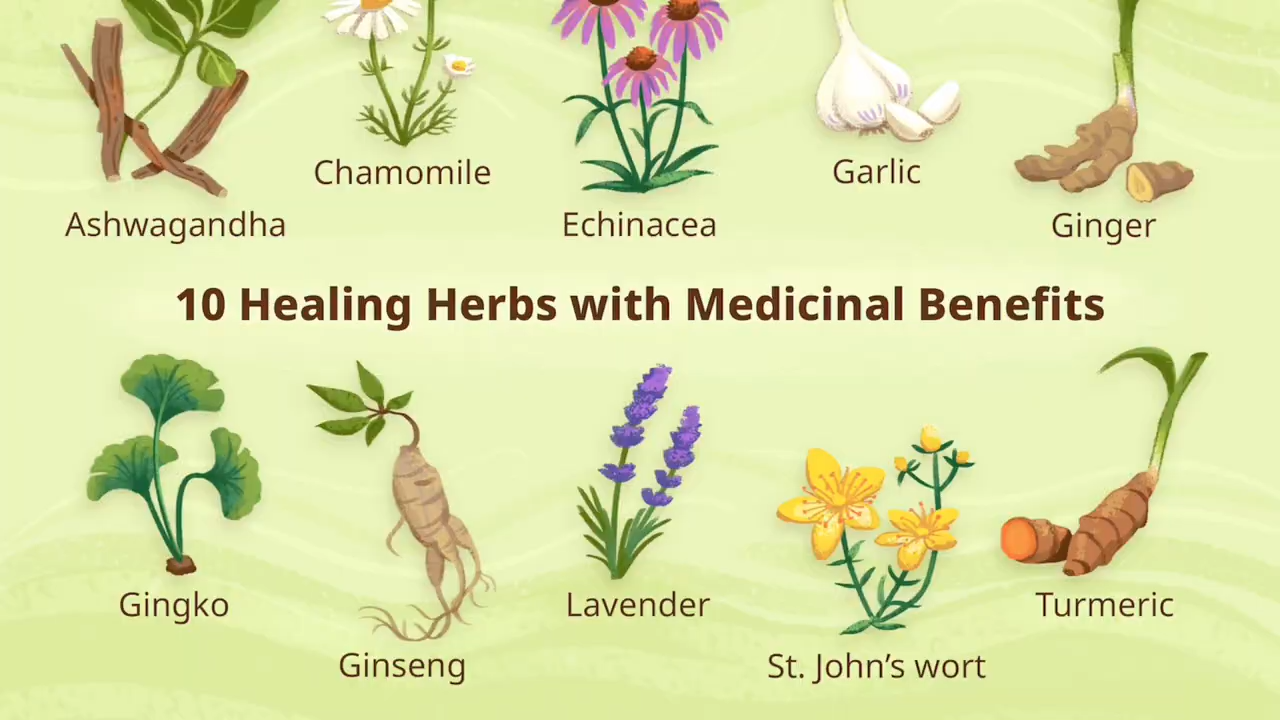 Chamomile
Garlic
Ashwagandha
Echinacea
Ginger
10 Healing Herbs with Medicinal Benefits
Gingko
Lavender
Turmeric
Ginseng
St. John’s wort